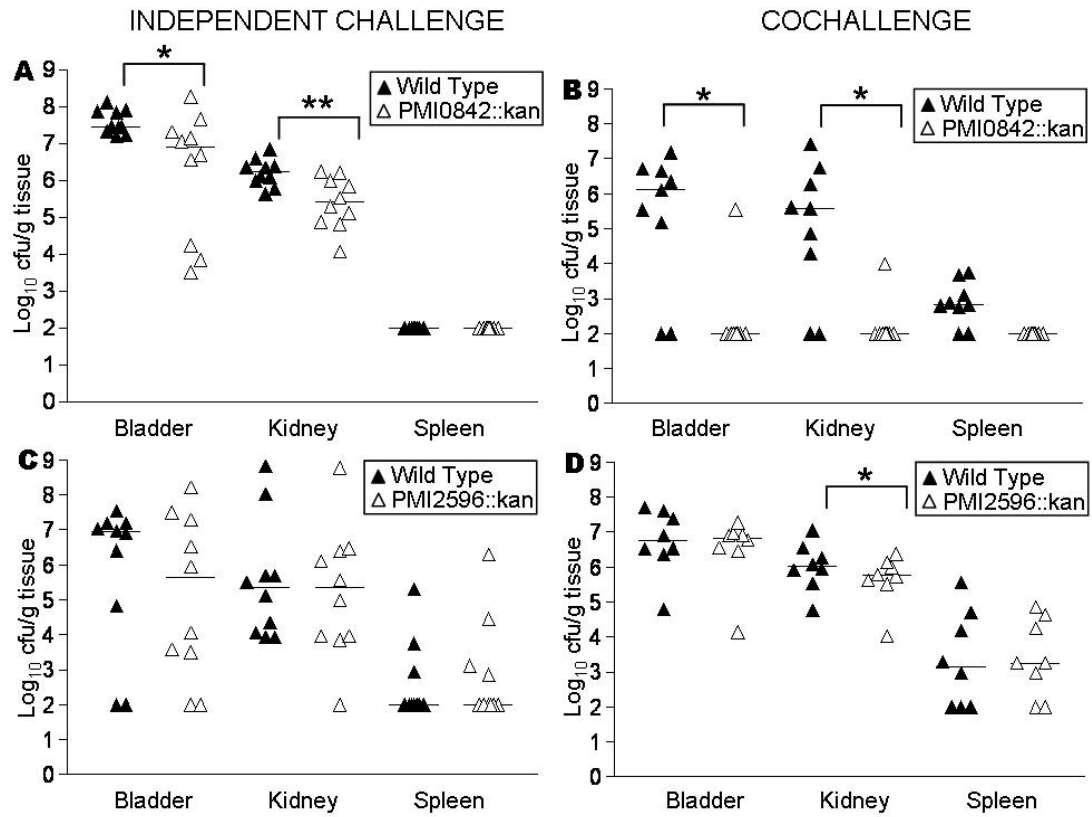 INDEPENDENT CHALLENGE
COCHALLENGE
A
Log10 cfu/g tissue
9
8
7
6
5
4
3
2
1
0
*
**
Wild Type
PMI0842::kan
Bladder Kidney Spleen
B
Log10 cfu/g tissue
9
8
7
6
5
4
3
2
1
0
*
*
Wild Type
PMI0842::kan
Bladder Kidney Spleen
C
Log10 cfu/g tissue
9
8
7
6
5
4
3
2
1
0
Wild Type
PMI2596::kan
Bladder Kidney Spleen
D
Log10 cfu/g tissue
9
8
7
6
5
4
3
2
1
0
*
Wild Type
PMI2596::kan
Bladder Kidney Spleen